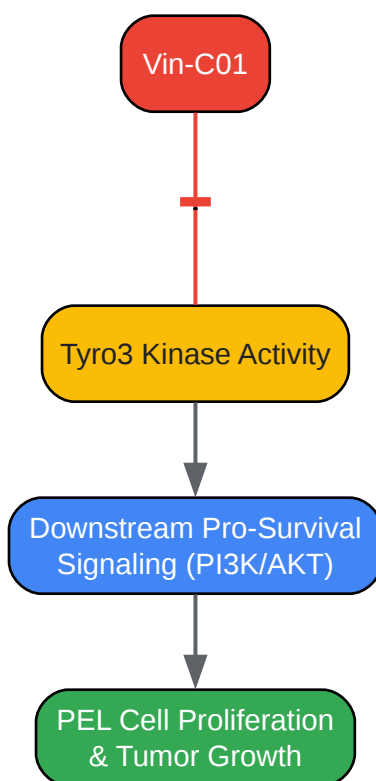 Vin-C01
Tyro3 Kinase Activity
Downstream Pro-Survival
Signaling (PI3K/AKT)
PEL Cell Proliferation
& Tumor Growth